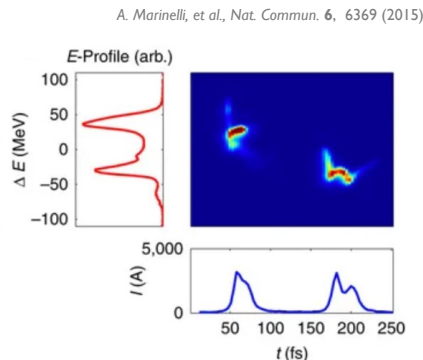 A. Marinelli, et al., Nat. Commun. 6, 6369 (2015)
E-Profile (arb.)
100
50
0
−50
−100
Δ E (MeV)
5,000
0
I (A)
50 100 150 200 250
t (fs)